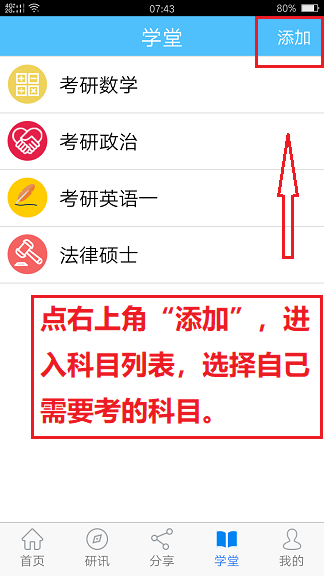 07:43
80%
学堂
添加
考研数学
考研政治
考研英语一
法律硕士
点右上角“添加”，进
入科目列表，选择自己
需要考的科目。
首页
研讯
分享
学堂
我的